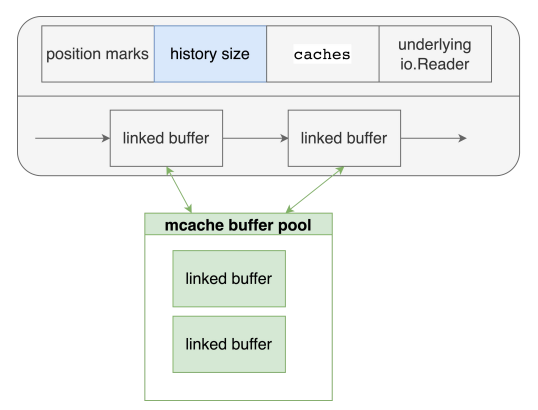 position marks
history size
caches
underlying
io.Reader
linked buffer
linked buffer
mcache buffer pool
linked buffer
linked buffer